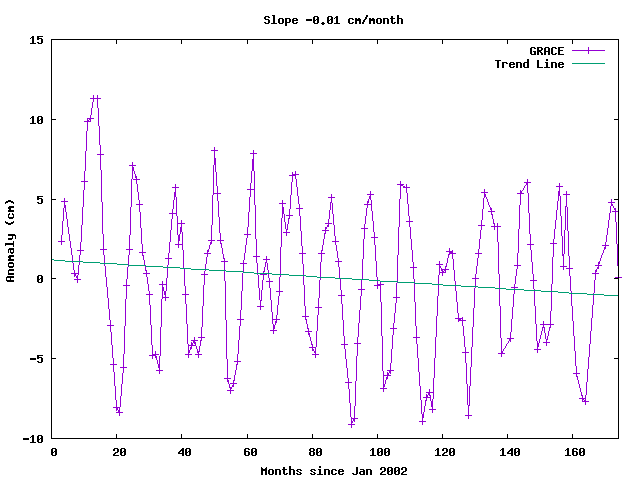 Slope -0.01 cm/month
GRACE
Trend Line
Anomaly (cm)
15
10
5
0
-5
-10
0 20 40 60 80 100 120 140 160
Months since Jan 2002